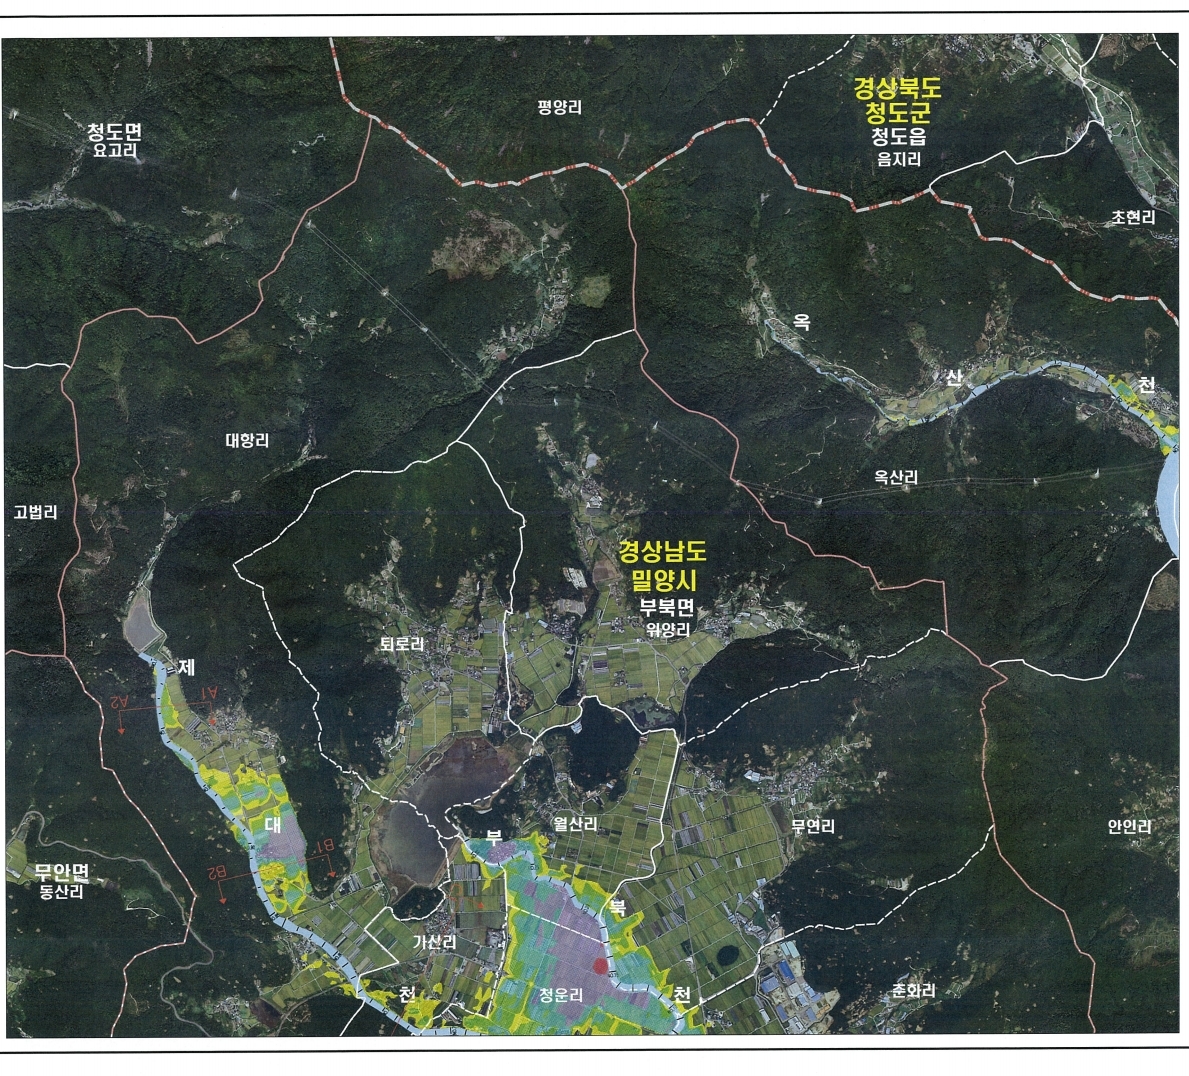 평양리
경상북도
청도군
청도읍
음지리
청도면
요고리
초현리
옥
산
천
대항리
옥산리
고법리
경상남도
밀양시
부북면
위양리
퇴로리
제
A2
A1
대
부
월산리
무연리
안인리
B1
B2
무안면
동산리
북
가산리
천
청운리
천
춘화리